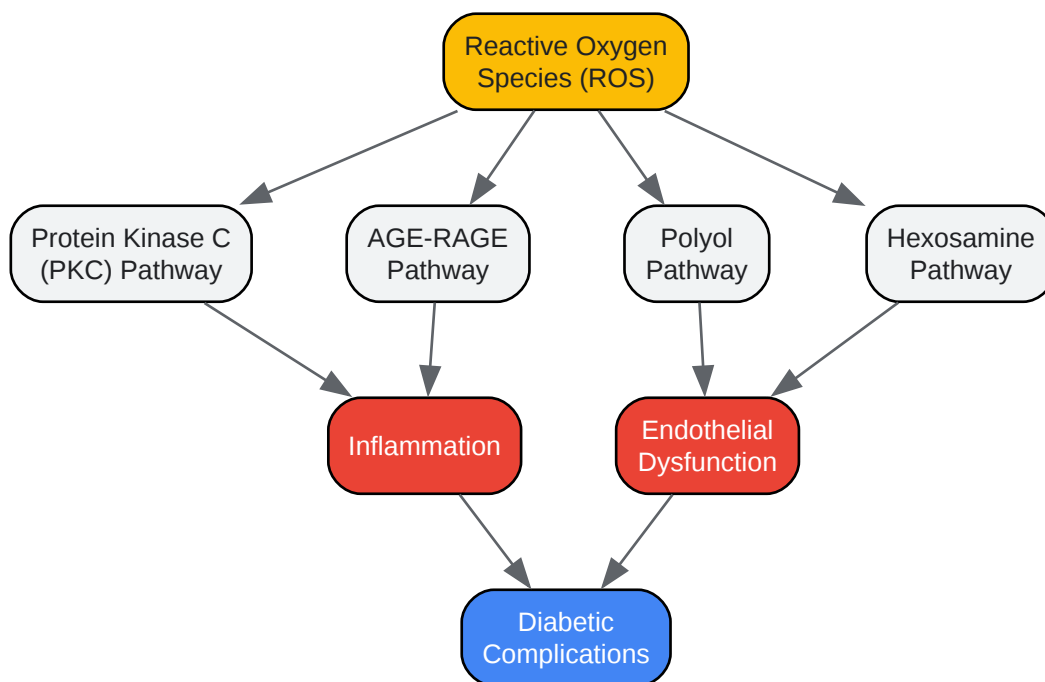 Reactive Oxygen
Species (ROS)
Protein Kinase C
(PKC) Pathway
AGE-RAGE
Pathway
Polyol
Pathway
Hexosamine
Pathway
Inflammation
Endothelial
Dysfunction
Diabetic
Complications